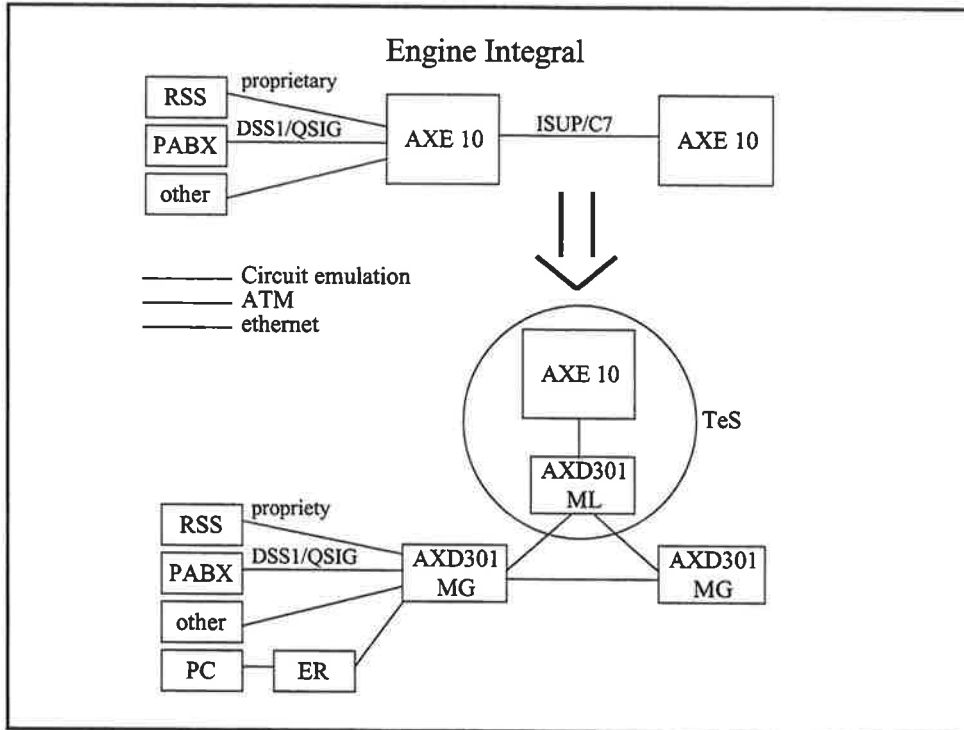 Engine Integral
RSS
proprietary
PABX
DSS1/QSIG
other
AXE 10
ISUP/C7
AXE 10
Circuit emulation
ATM
ethernet
AXE 10
TeS
AXD301
ML
RSS
propriety
PABX
DSS1/QSIG
other
AXD301
MG
AXD301
MG
PC
ER